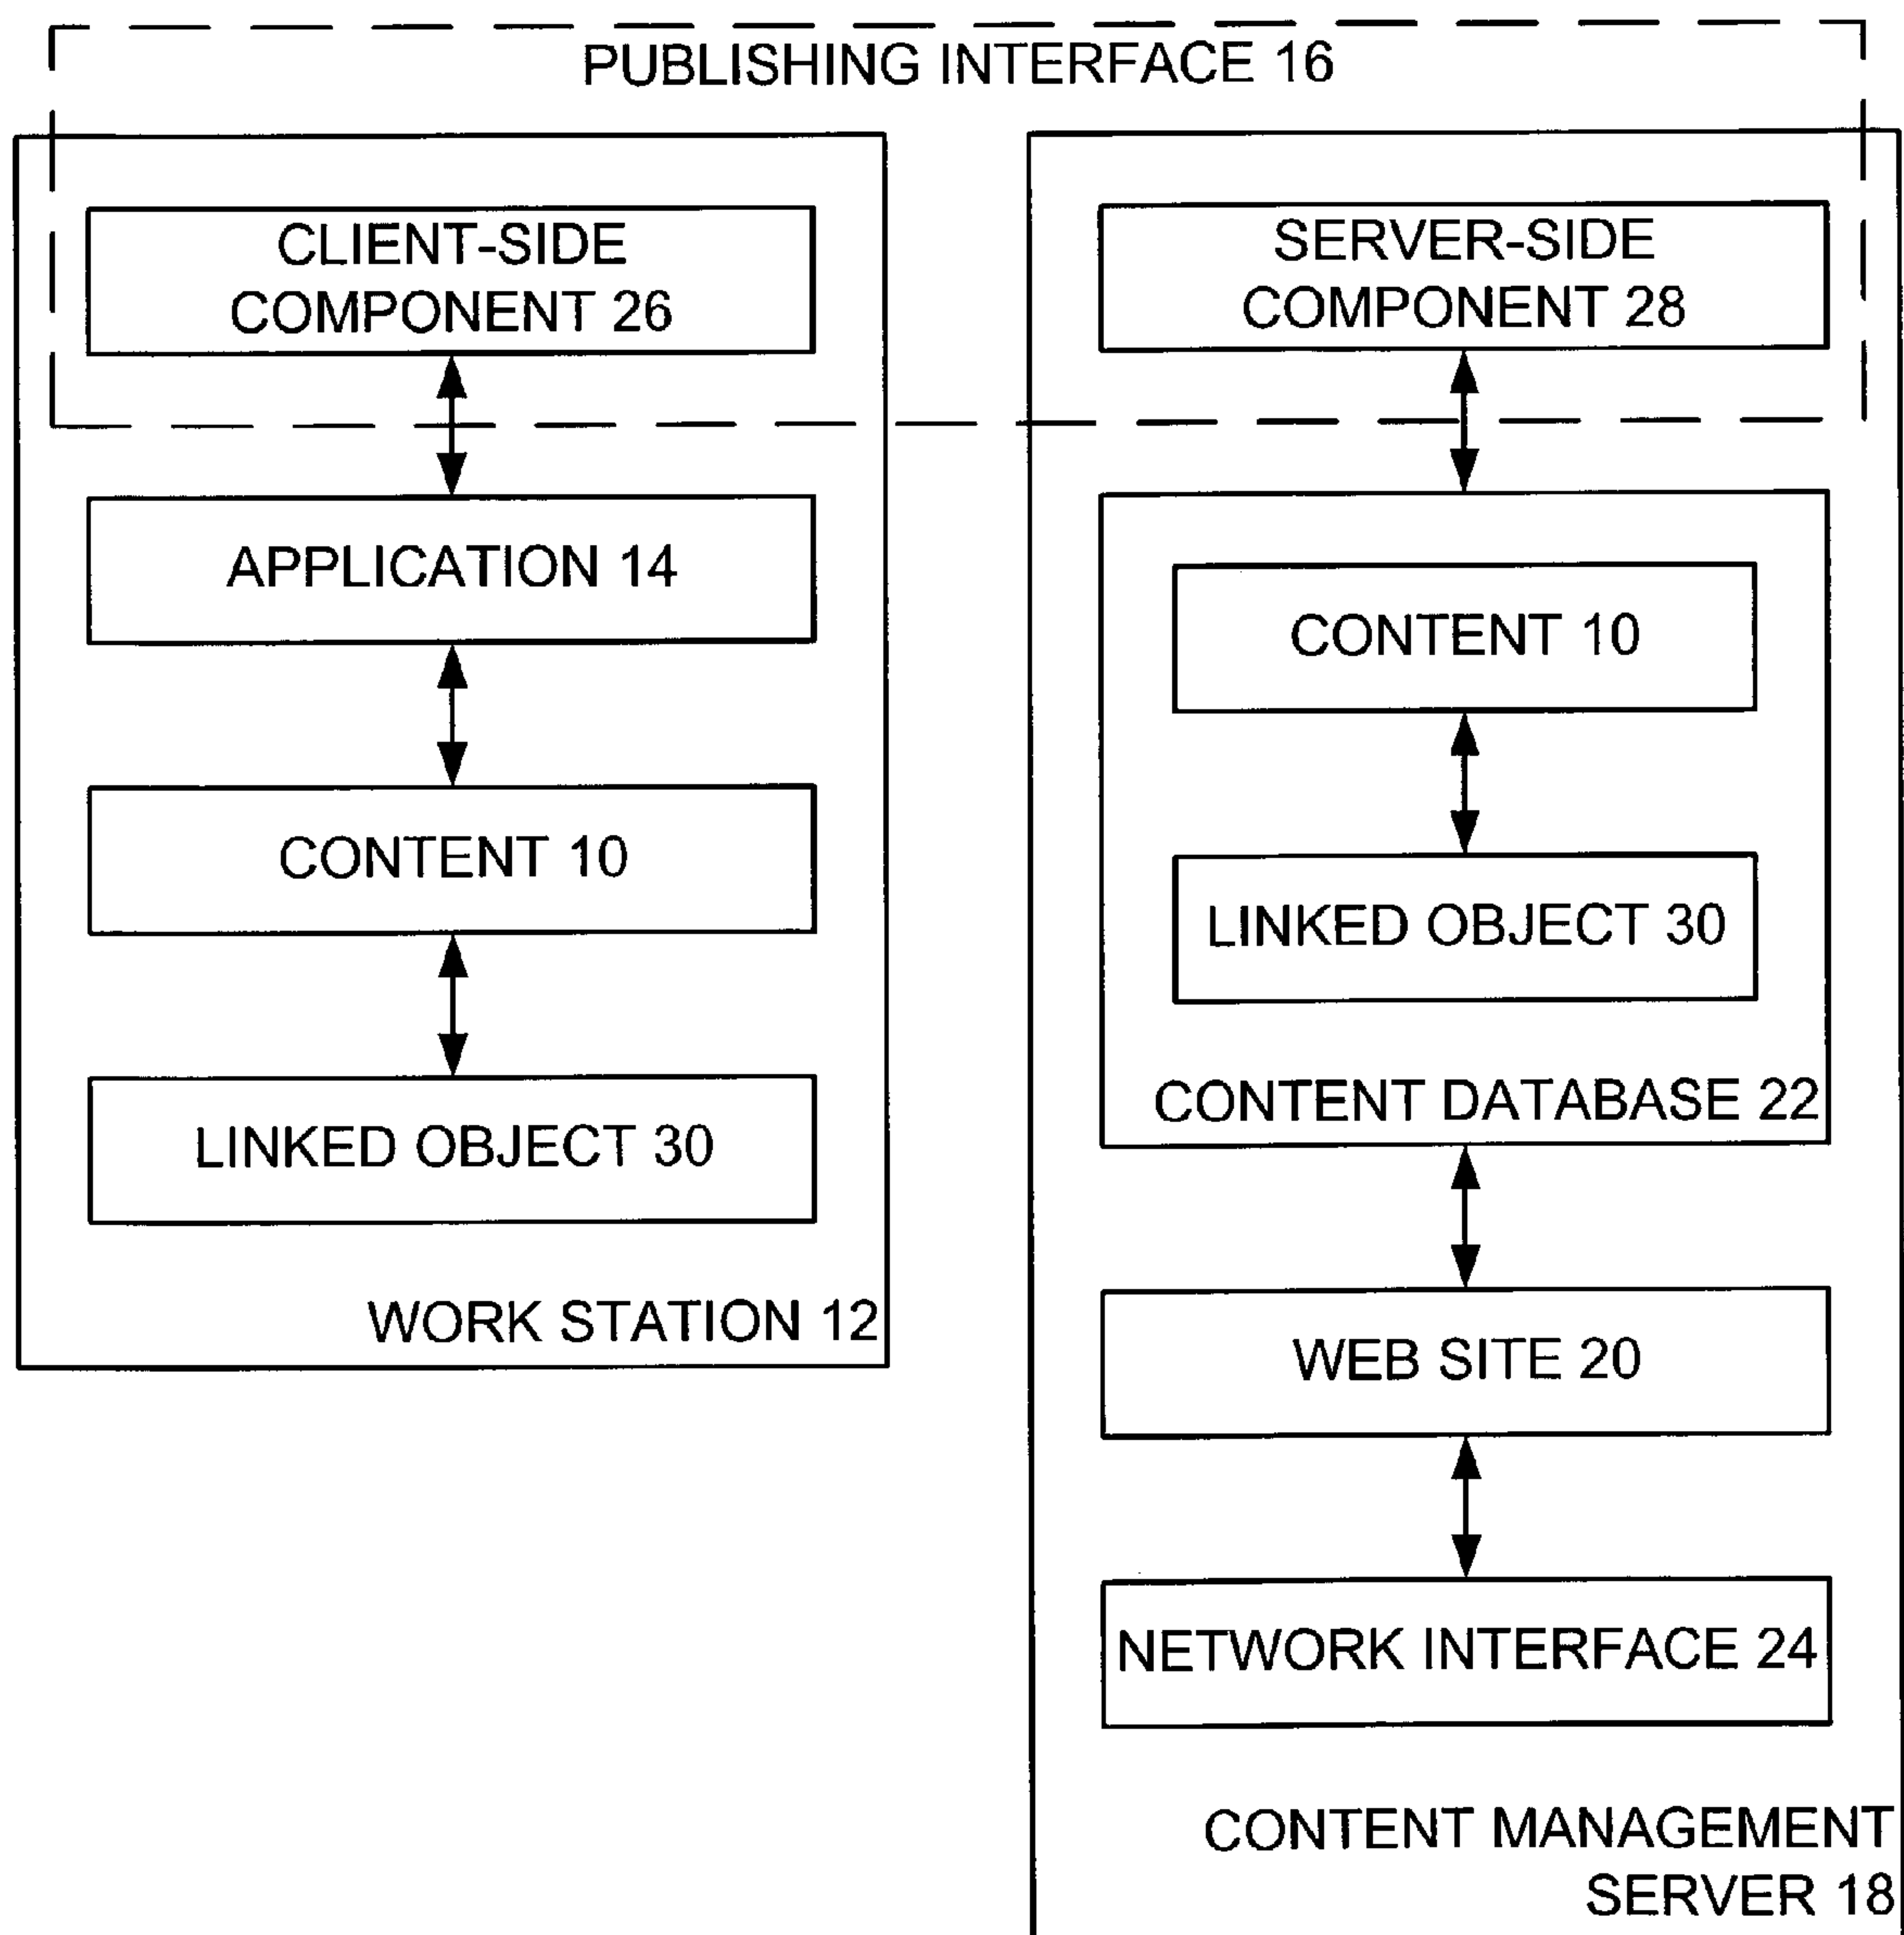 PUBLISHING INTERFACE 16
CLIENT-SIDE
COMPONENT 26
APPLICATION 14
CONTENT 10
LINKED OBJECT 30
WORK STATION 12
SERVER-SIDE
COMPONENT 28
CONTENT 10
LINKED OBJECT 30
CONTENT DATABASE 22
WEB SITE 20
NETWORK INTERFACE 24
CONTENT MANAGEMENT
SERVER 18